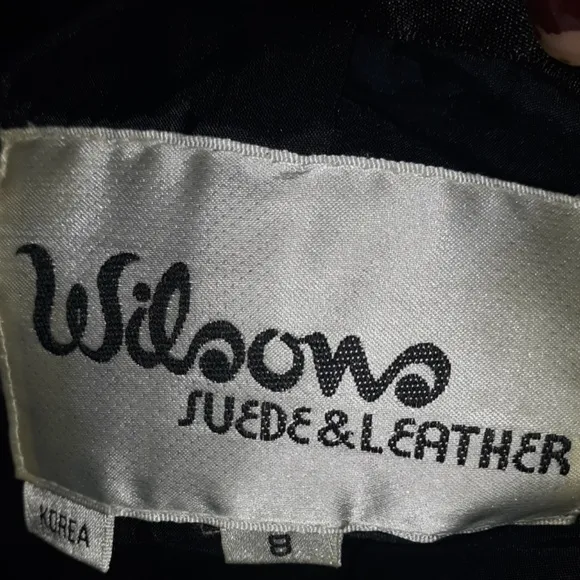 Wilsons
SUEDE & LEATHER
KOREA
8